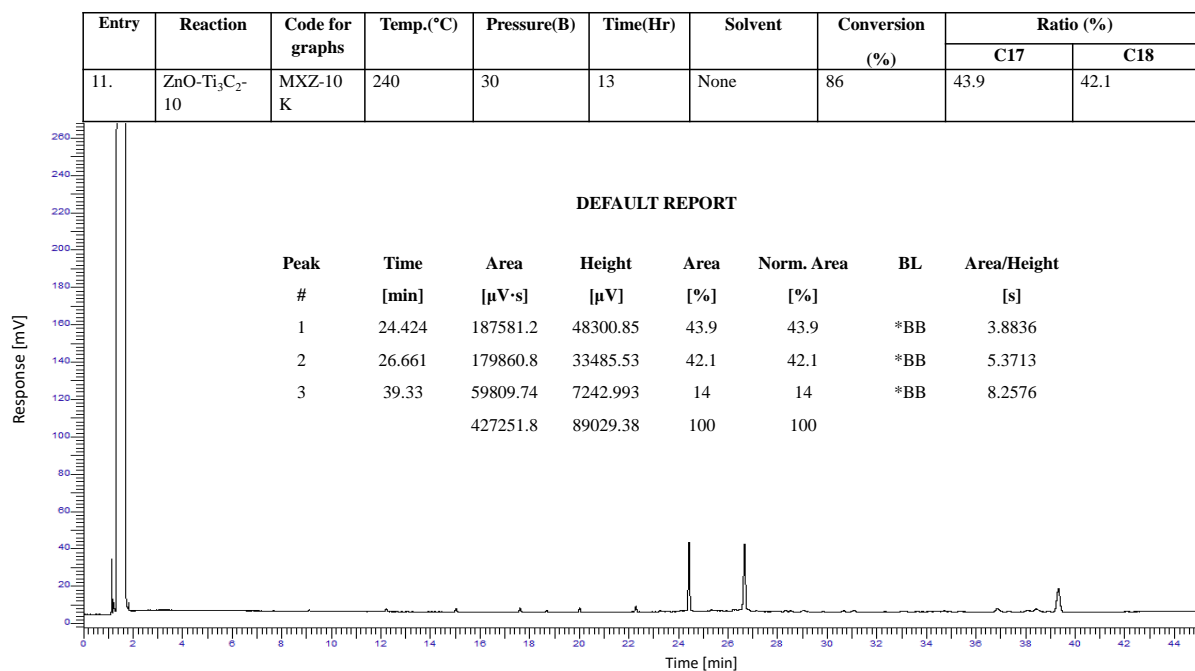 Entry Reaction Code for graphs Temp.(°C) Pressure(B) Time(Hr) Solvent Conversion (%) Ratio (%)
C17 C18
11. ZnO-Ti₃C₂-10 MXZ-10 K 240 30 13 None 86 43.9 42.1
DEFAULT REPORT
Peak Time Area Height Area Norm. Area BL Area/Height
# [min] [µV·s] [µV] [%] [%] [s]
1 24.424 187581.2 48300.85 43.9 43.9 *BB 3.8836
2 26.661 179860.8 33485.53 42.1 42.1 *BB 5.3713
3 39.33 59809.74 7242.993 14 14 *BB 8.2576
427251.8 89029.38 100 100
Response [mV]
260
240
220
200
180
160
140
120
100
80
60
40
20
0
0 2 4 6 8 10 12 14 16 18 20 22 24 26 28 30 32 34 36 38 40 42 44
Time [min]